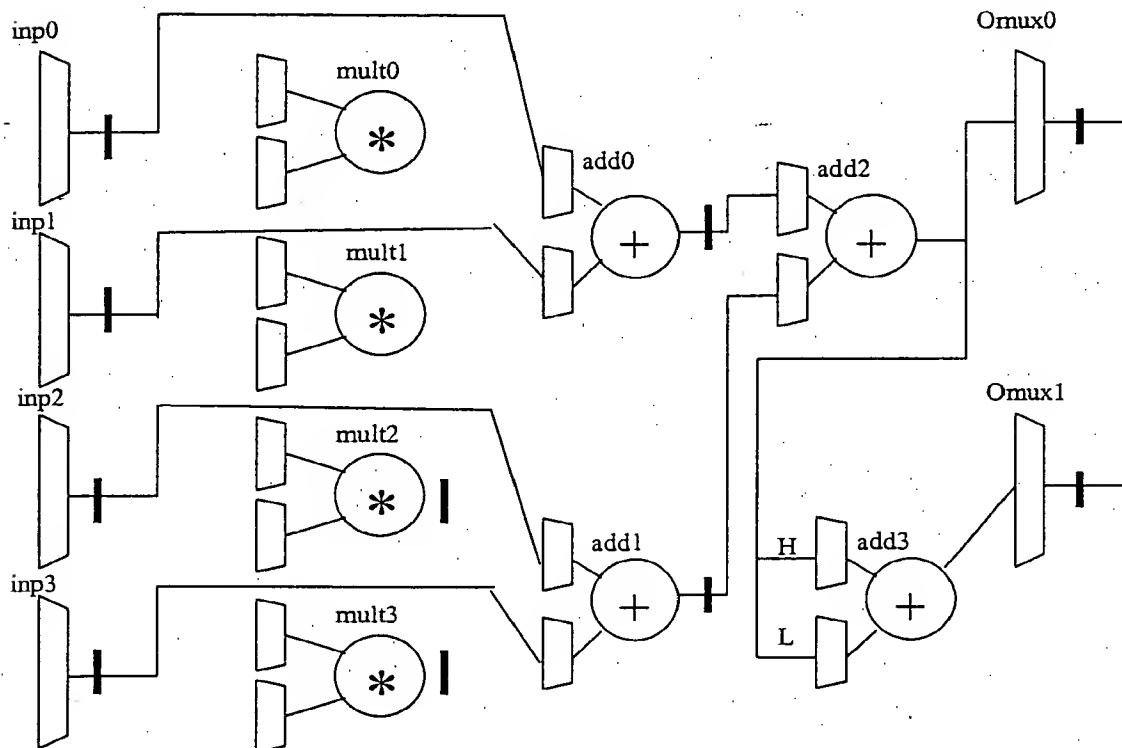 inp0
Omux0
mult0
*
add0
add2
+
+
inp1
mult1
*
inp2
Omux1
mult2
*
H
add3
add1
+
+
inp3
mult3
L
*